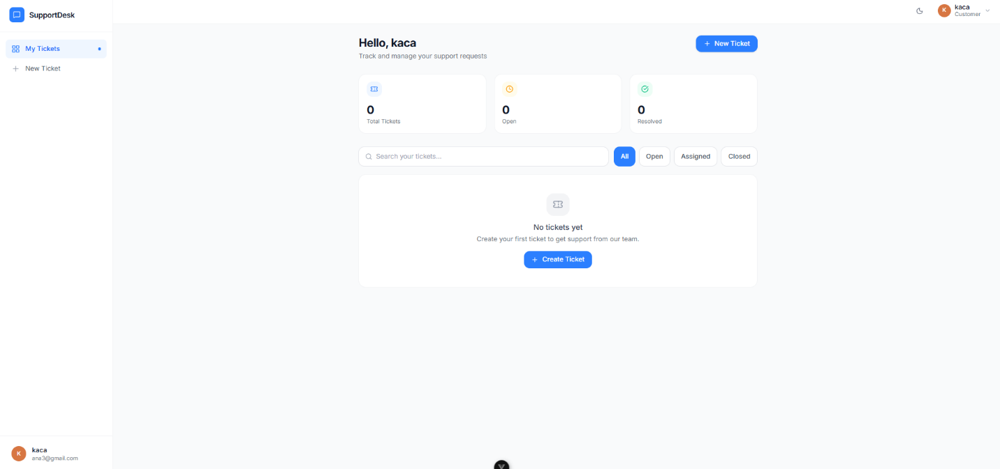 SupportDesk
My Tickets
New Ticket
K
kaca
Customer
Hello, kaca
Track and manage your support requests
New Ticket
0
Total Tickets
0
Open
0
Resolved
Search your tickets...
All
Open
Assigned
Closed
No tickets yet
Create your first ticket to get support from our team.
Create Ticket
K
kaca
ana3@gmail.com